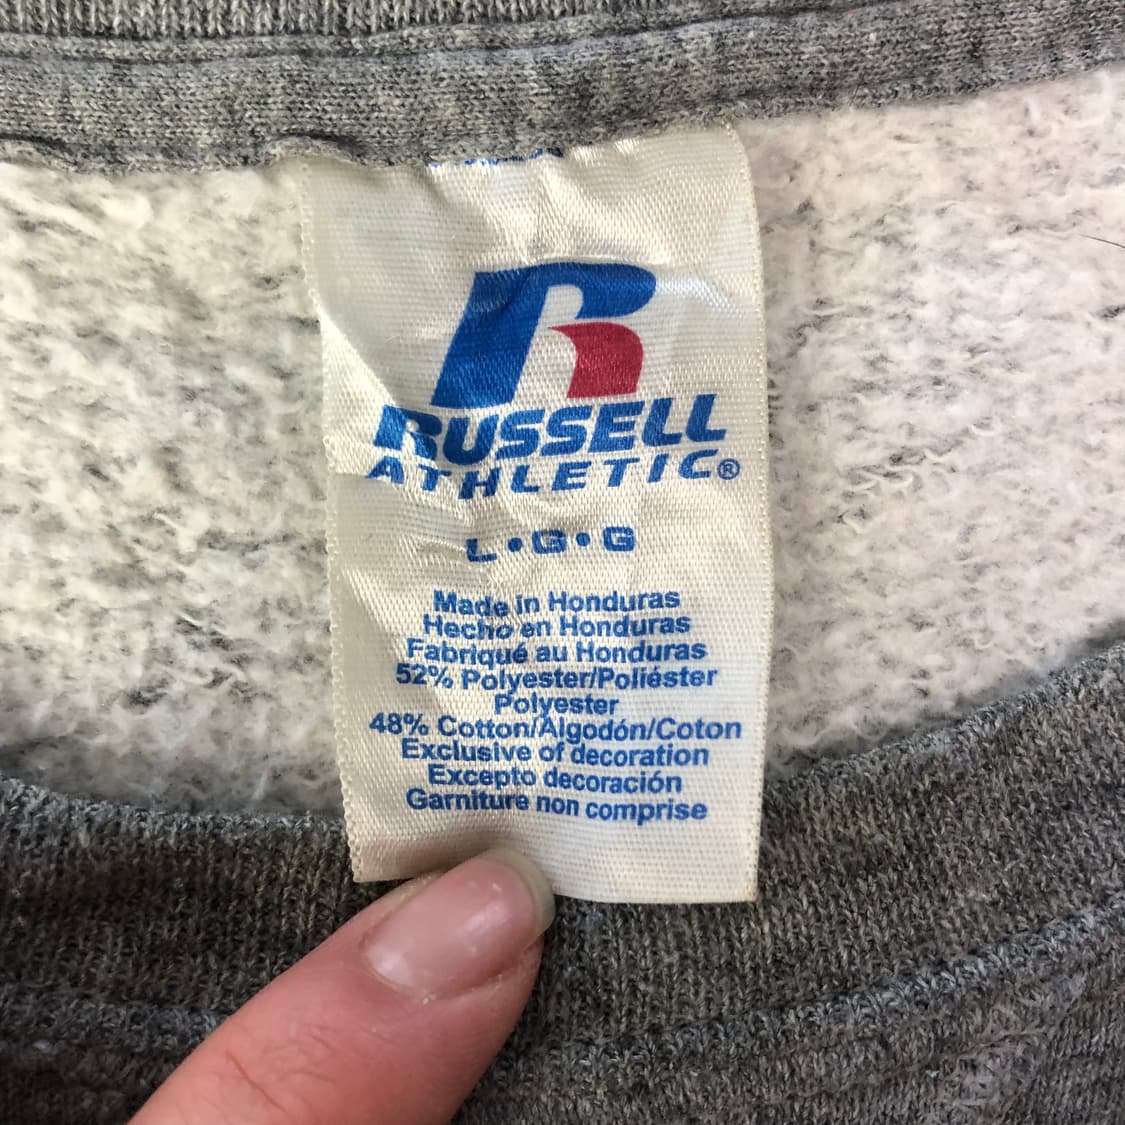 RUSSELL
ATHLETIC®
L•G•G
Made in Honduras
Hecho en Honduras
Fabriqué au Honduras
52% Polyester/Poliéster
Polyester
48% Cotton/Algodón/Coton
Exclusive of decoration
Excepto decoración
Garniture non comprise